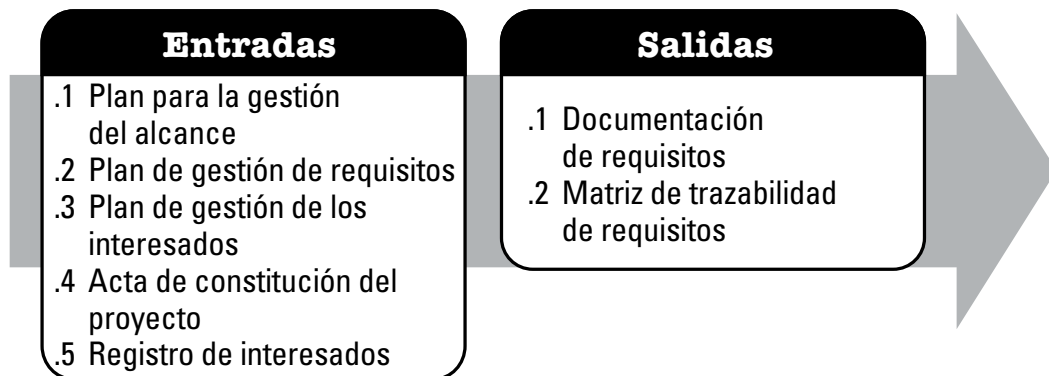 Entradas
.1 Plan para la gestión
del alcance
.2 Plan de gestión de requisitos
.3 Plan de gestión de los
interesados
.4 Acta de constitución del
proyecto
.5 Registro de interesados
Salidas
.1 Documentación
de requisitos
.2 Matriz de trazabilidad
de requisitos